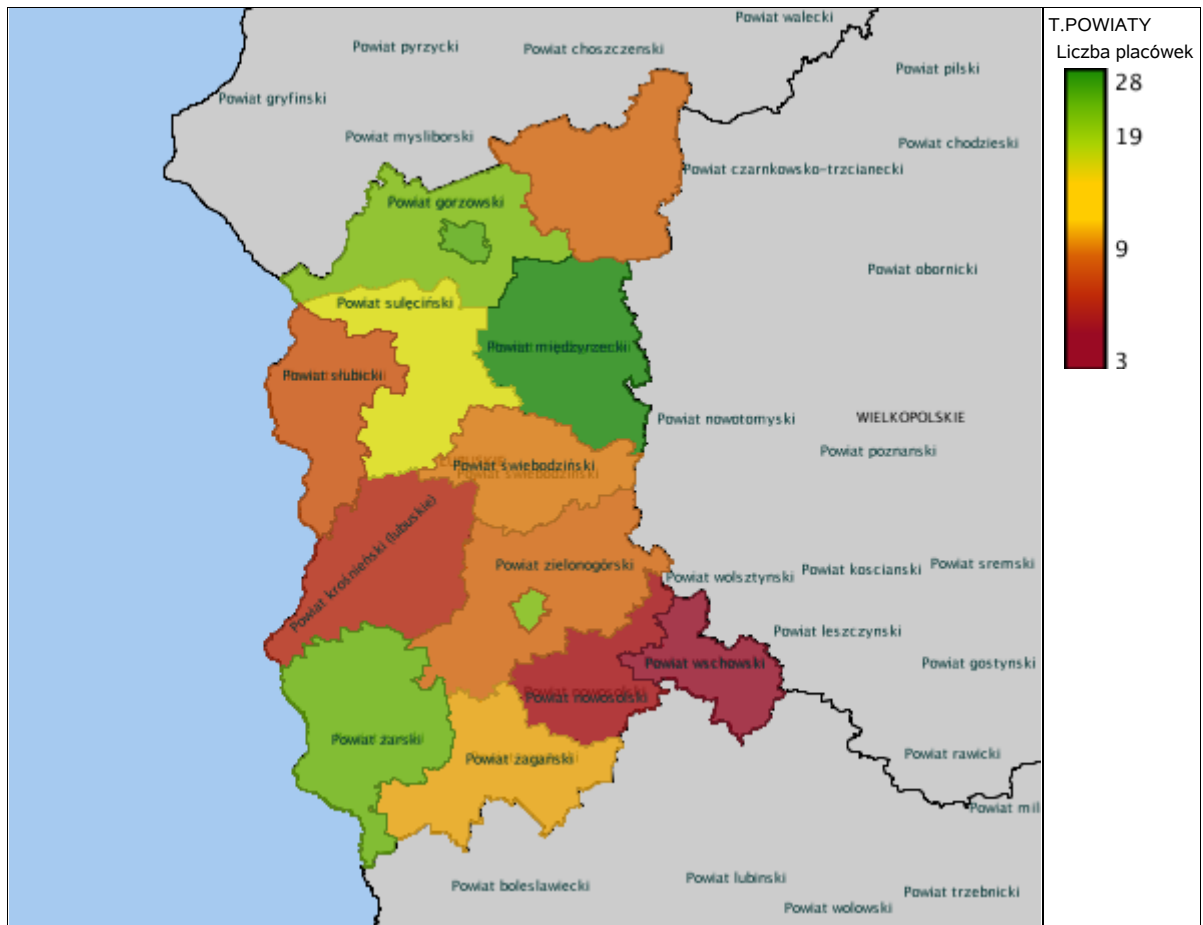 T.POWIATY
Liczba placówek
28
19
9
3
Powiat wałecki
Powiat pyrzycki
Powiat choszczenski
Powiat pilski
Powiat gryfinski
Powiat mysliborski
Powiat chodzieski
Powiat czarnkowsko-trzcianecki
Powiat gorzowski
Powiat obornicki
Powiat sulęciński
Powiat międzyrzecki
Powiat słubicki
Powiat nowotomyski
WIELKOPOLSKIE
Powiat poznanski
Powiat świebodziński
Powiat krośnieński (lubuskie)
Powiat zielonogórski
Powiat wolsztynski
Powiat koscianski
Powiat sremski
Powiat leszczynski
Powiat wschowski
Powiat gostynski
Powiat nowosolski
Powiat żarski
Powiat żagański
Powiat rawicki
Powiat mil
Powiat boleslawiecki
Powiat lubinski
Powiat trzebnicki
Powiat wolowski